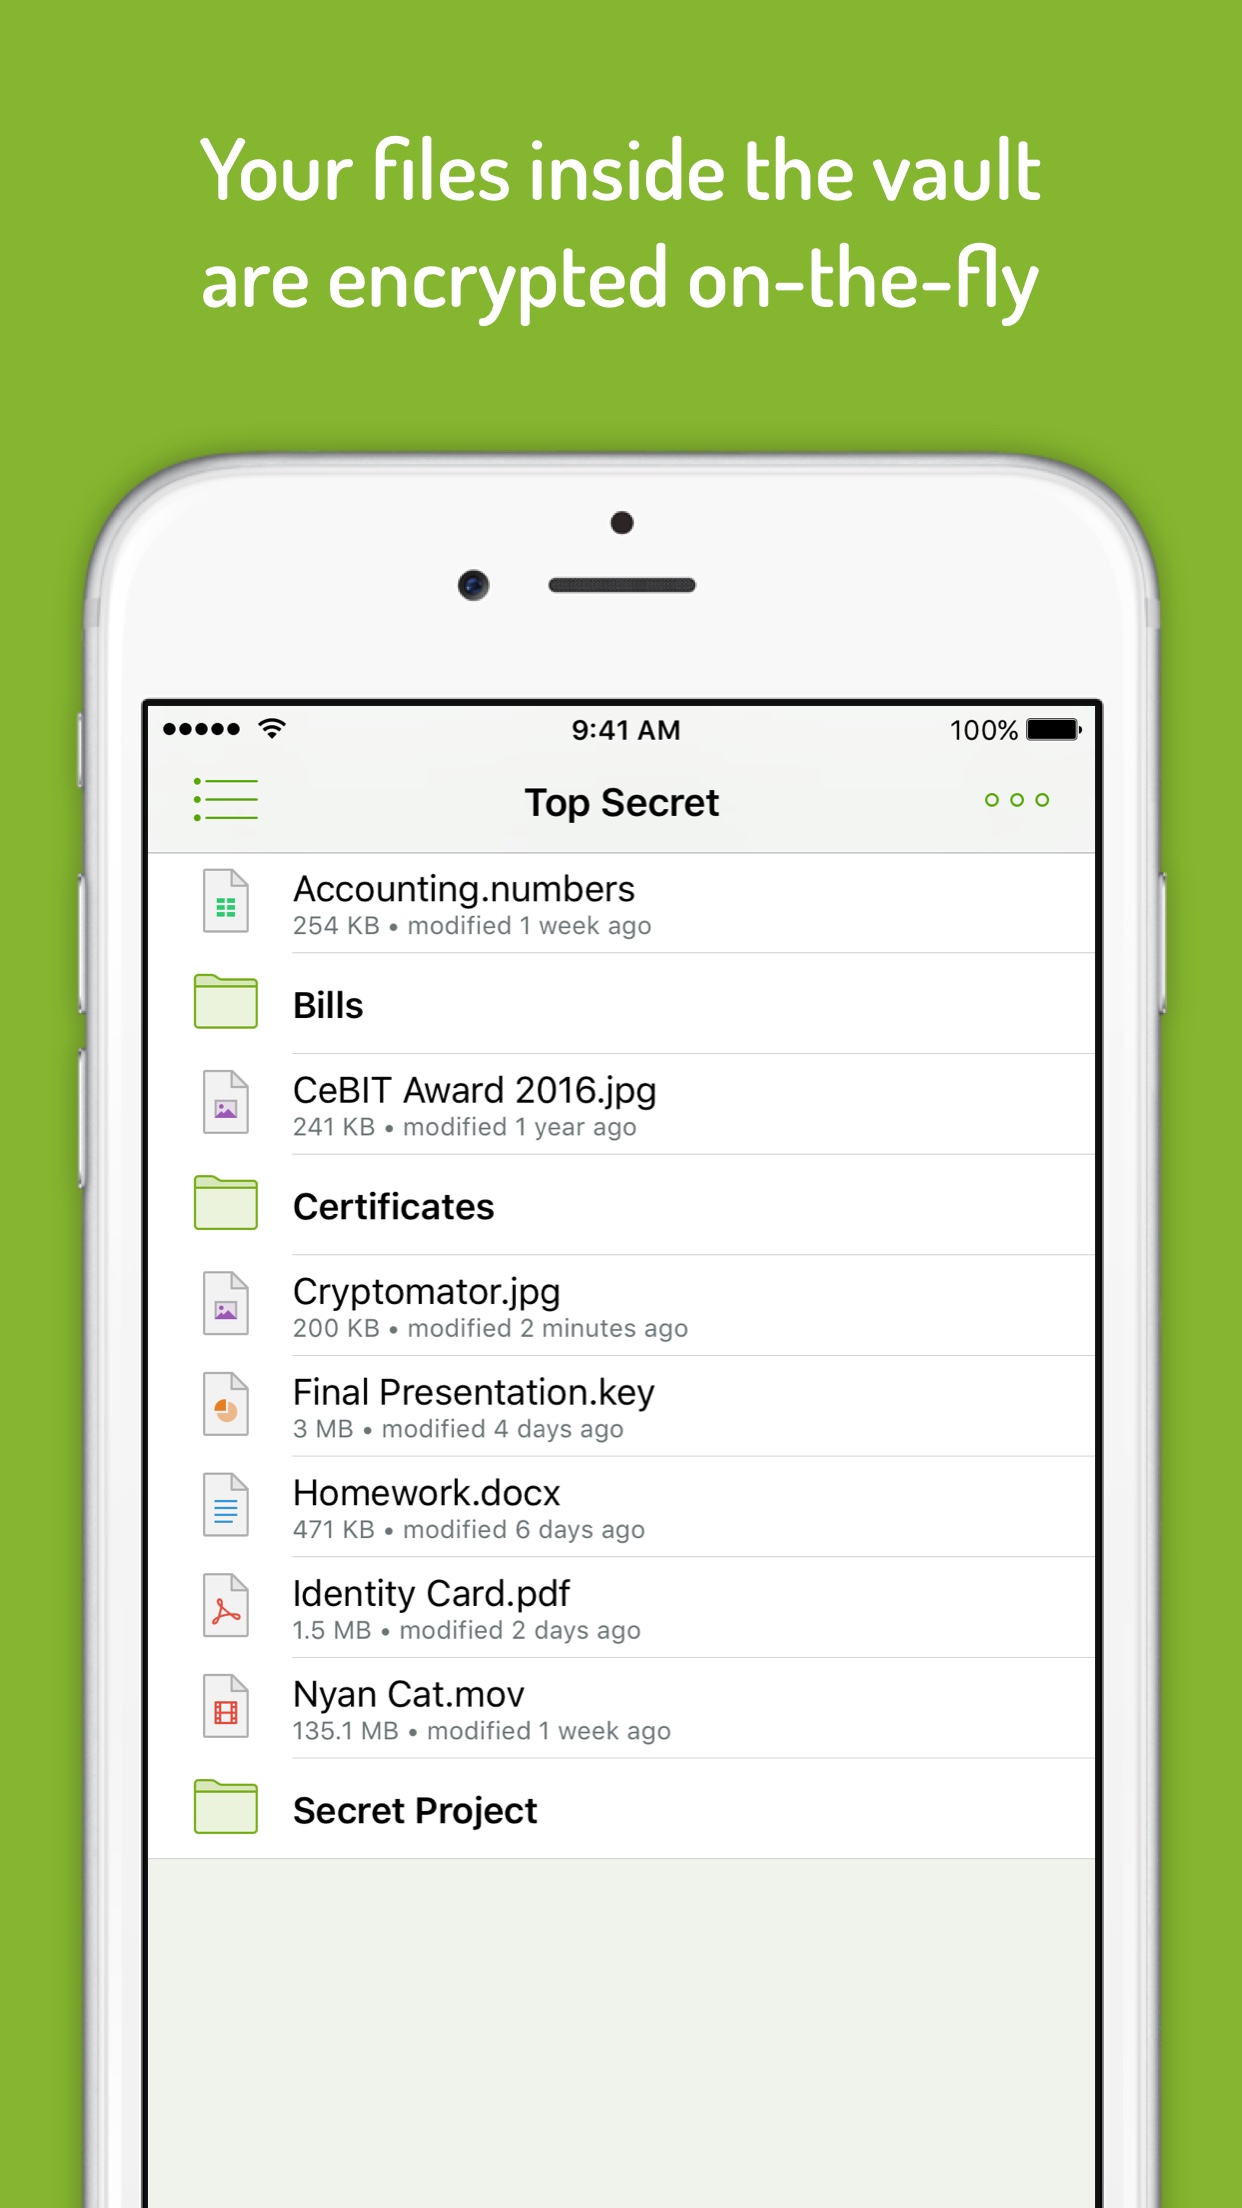 Your files inside the vault
are encrypted on-the-fly
9:41 AM
100%
Top Secret
Accounting.numbers
254 KB • modified 1 week ago
Bills
CeBIT Award 2016.jpg
241 KB • modified 1 year ago
Certificates
Cryptomator.jpg
200 KB • modified 2 minutes ago
Final Presentation.key
3 MB • modified 4 days ago
Homework.docx
471 KB • modified 6 days ago
Identity Card.pdf
1.5 MB • modified 2 days ago
Nyan Cat.mov
135.1 MB • modified 1 week ago
Secret Project